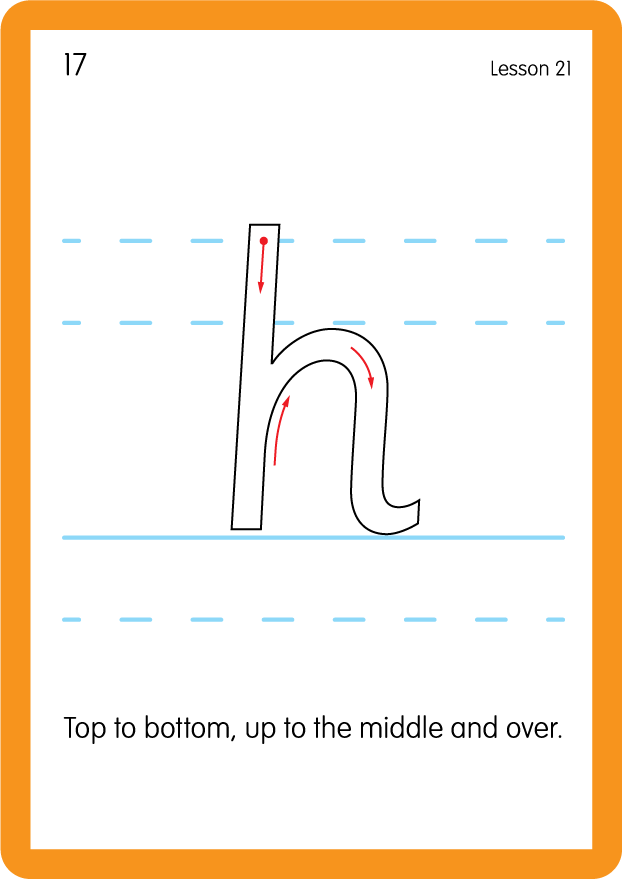 17
Lesson 21
h
Top to bottom, up to the middle and over.